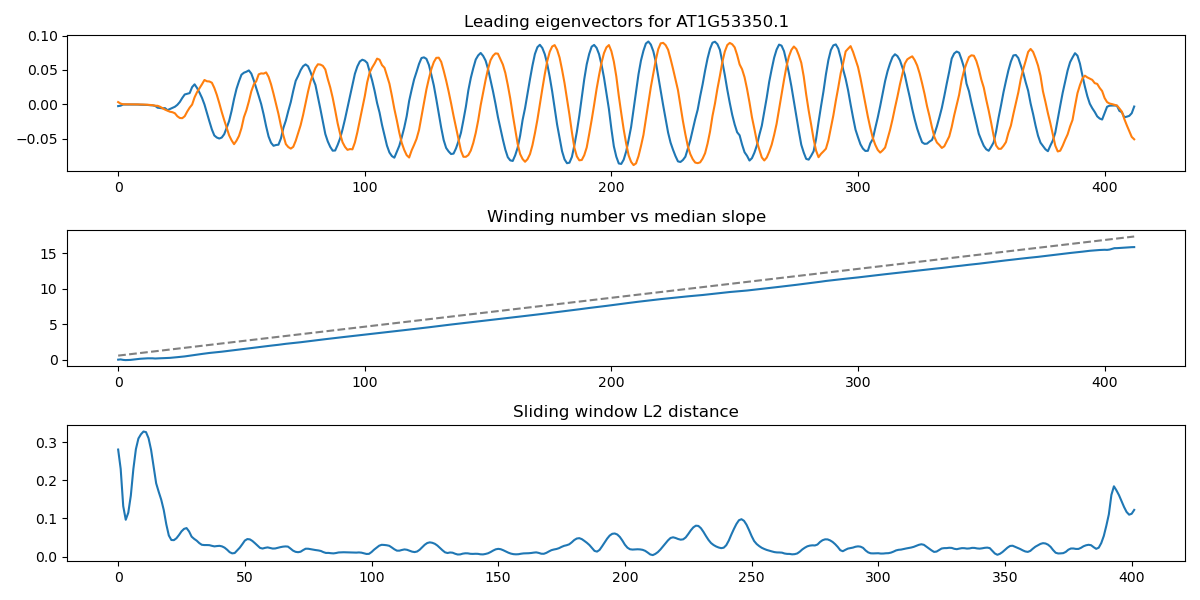 Leading eigenvectors for AT1G53350.1
0.10
0.05
0.00
−0.05
0 100 200 300 400
Winding number vs median slope
15
10
5
0
0 100 200 300 400
Sliding window L2 distance
0.3
0.2
0.1
0.0
0 50 100 150 200 250 300 350 400